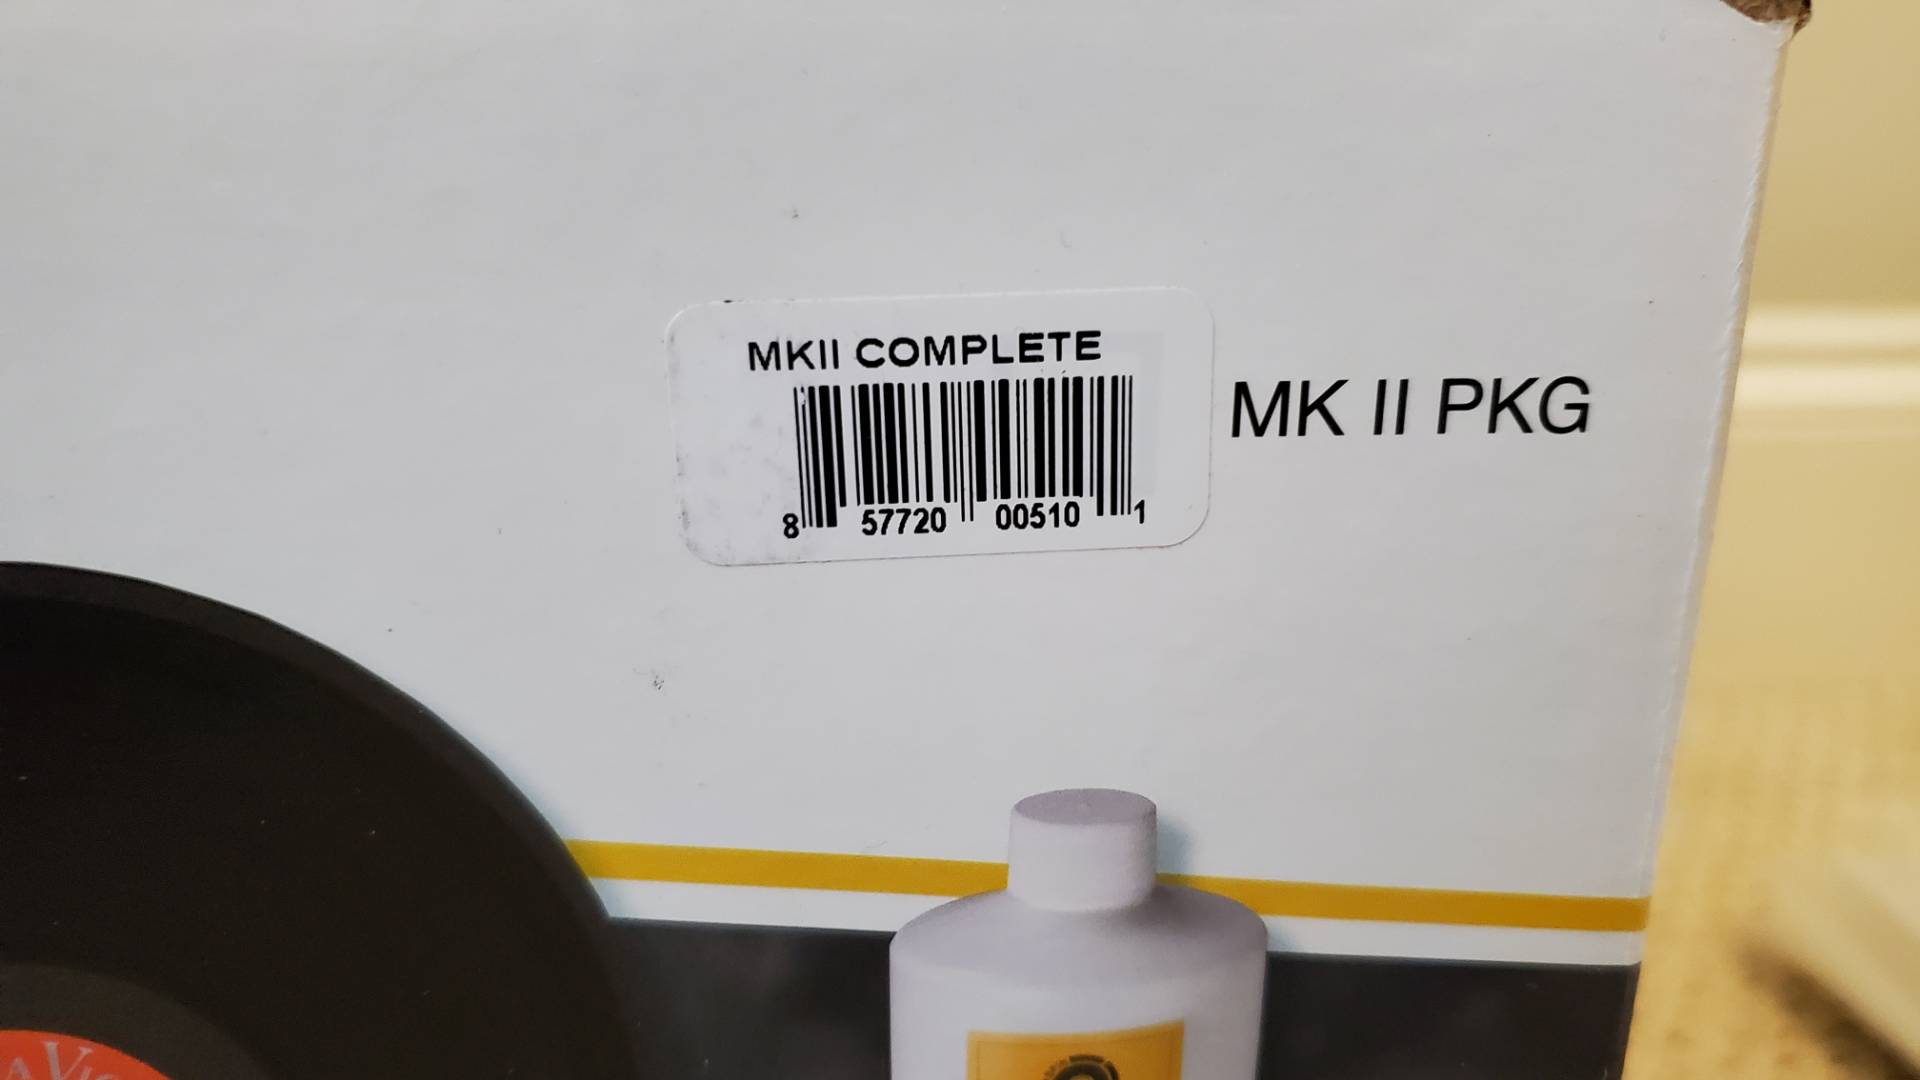 MKII COMPLETE
8 57720 00510 1
MK II PKG